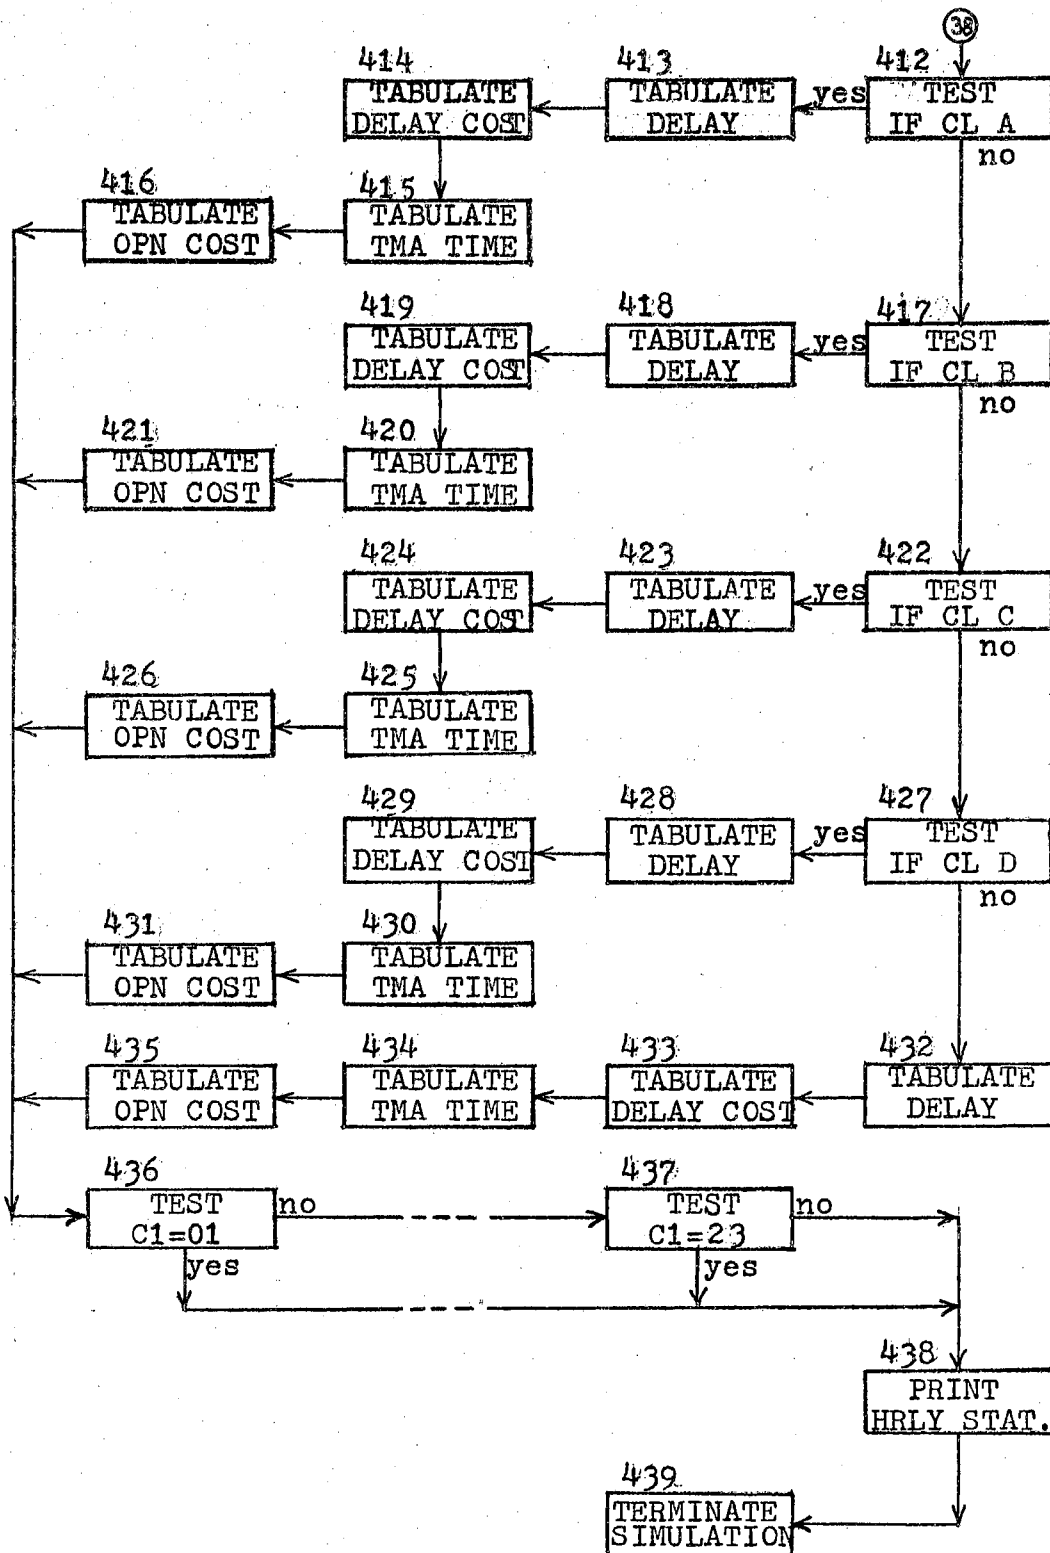 38
414
413
412
TABULATE
DELAY COST
TABULATE
DELAY
yes
TEST
IF CL A
no
416
415
TABULATE
OPN COST
TABULATE
TMA TIME
419
418
417
TABULATE
DELAY COST
TABULATE
DELAY
yes
TEST
IF CL B
no
421
420
TABULATE
OPN COST
TABULATE
TMA TIME
424
423
422
TABULATE
DELAY COST
TABULATE
DELAY
yes
TEST
IF CL C
no
426
425
TABULATE
OPN COST
TABULATE
TMA TIME
429
428
427
TABULATE
DELAY COST
TABULATE
DELAY
yes
TEST
IF CL D
no
431
430
TABULATE
OPN COST
TABULATE
TMA TIME
435
434
433
432
TABULATE
OPN COST
TABULATE
TMA TIME
TABULATE
DELAY COST
TABULATE
DELAY
436
437
TEST
C1=01
no
yes
TEST
C1=23
no
yes
438
PRINT
HRLY STAT.
439
TERMINATE
SIMULATION